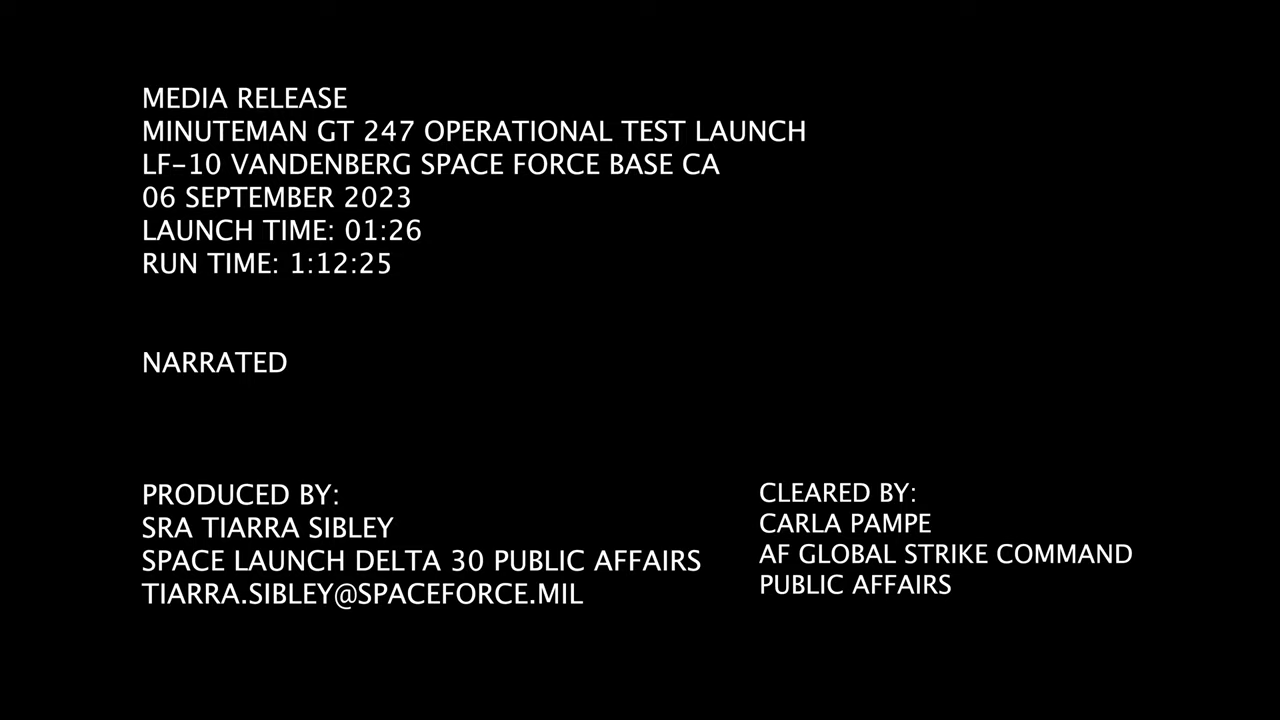 MEDIA RELEASE
MINUTEMAN GT 247 OPERATIONAL TEST LAUNCH
LF-10 VANDENBERG SPACE FORCE BASE CA
06 SEPTEMBER 2023
LAUNCH TIME: 01:26
RUN TIME: 1:12:25
NARRATED
PRODUCED BY:
SRA TIARRA SIBLEY
SPACE LAUNCH DELTA 30 PUBLIC AFFAIRS
TIARRA.SIBLEY@SPACEFORCE.MIL
CLEARED BY:
CARLA PAMPE
AF GLOBAL STRIKE COMMAND
PUBLIC AFFAIRS